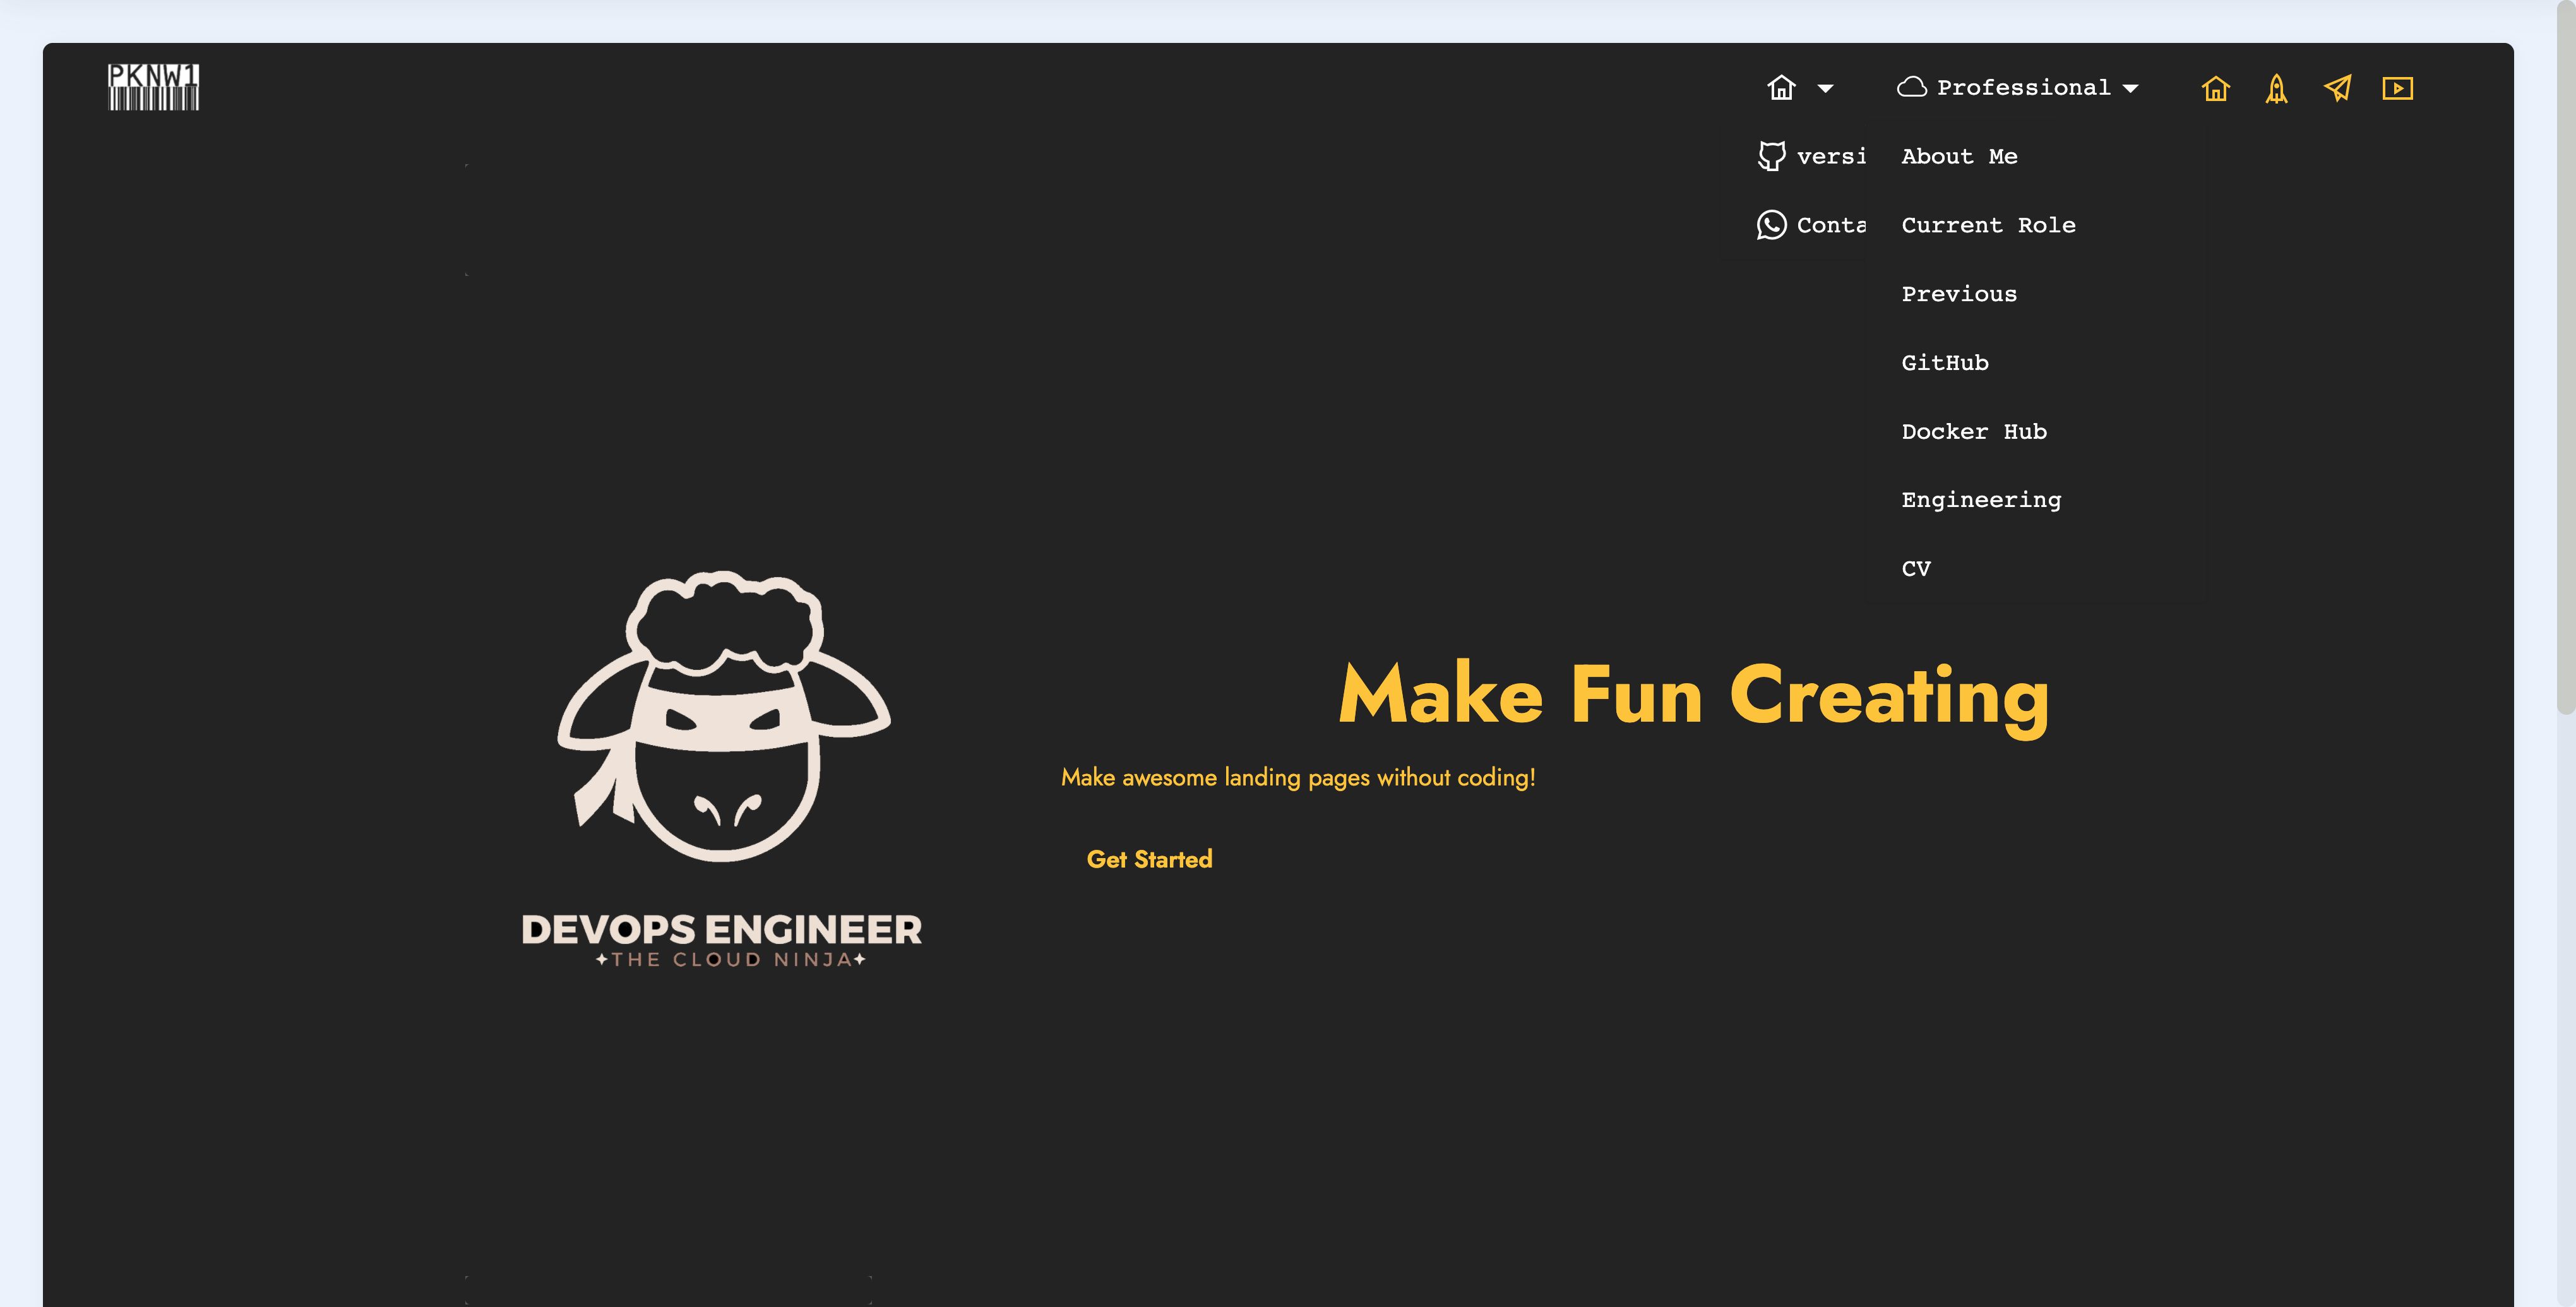 PKNW1
Professional
versi
About Me
Conta
Current Role
Previous
GitHub
Docker Hub
Engineering
CV
Make Fun Creating
Make awesome landing pages without coding!
Get Started
DEVOPS ENGINEER
THE CLOUD NINJA